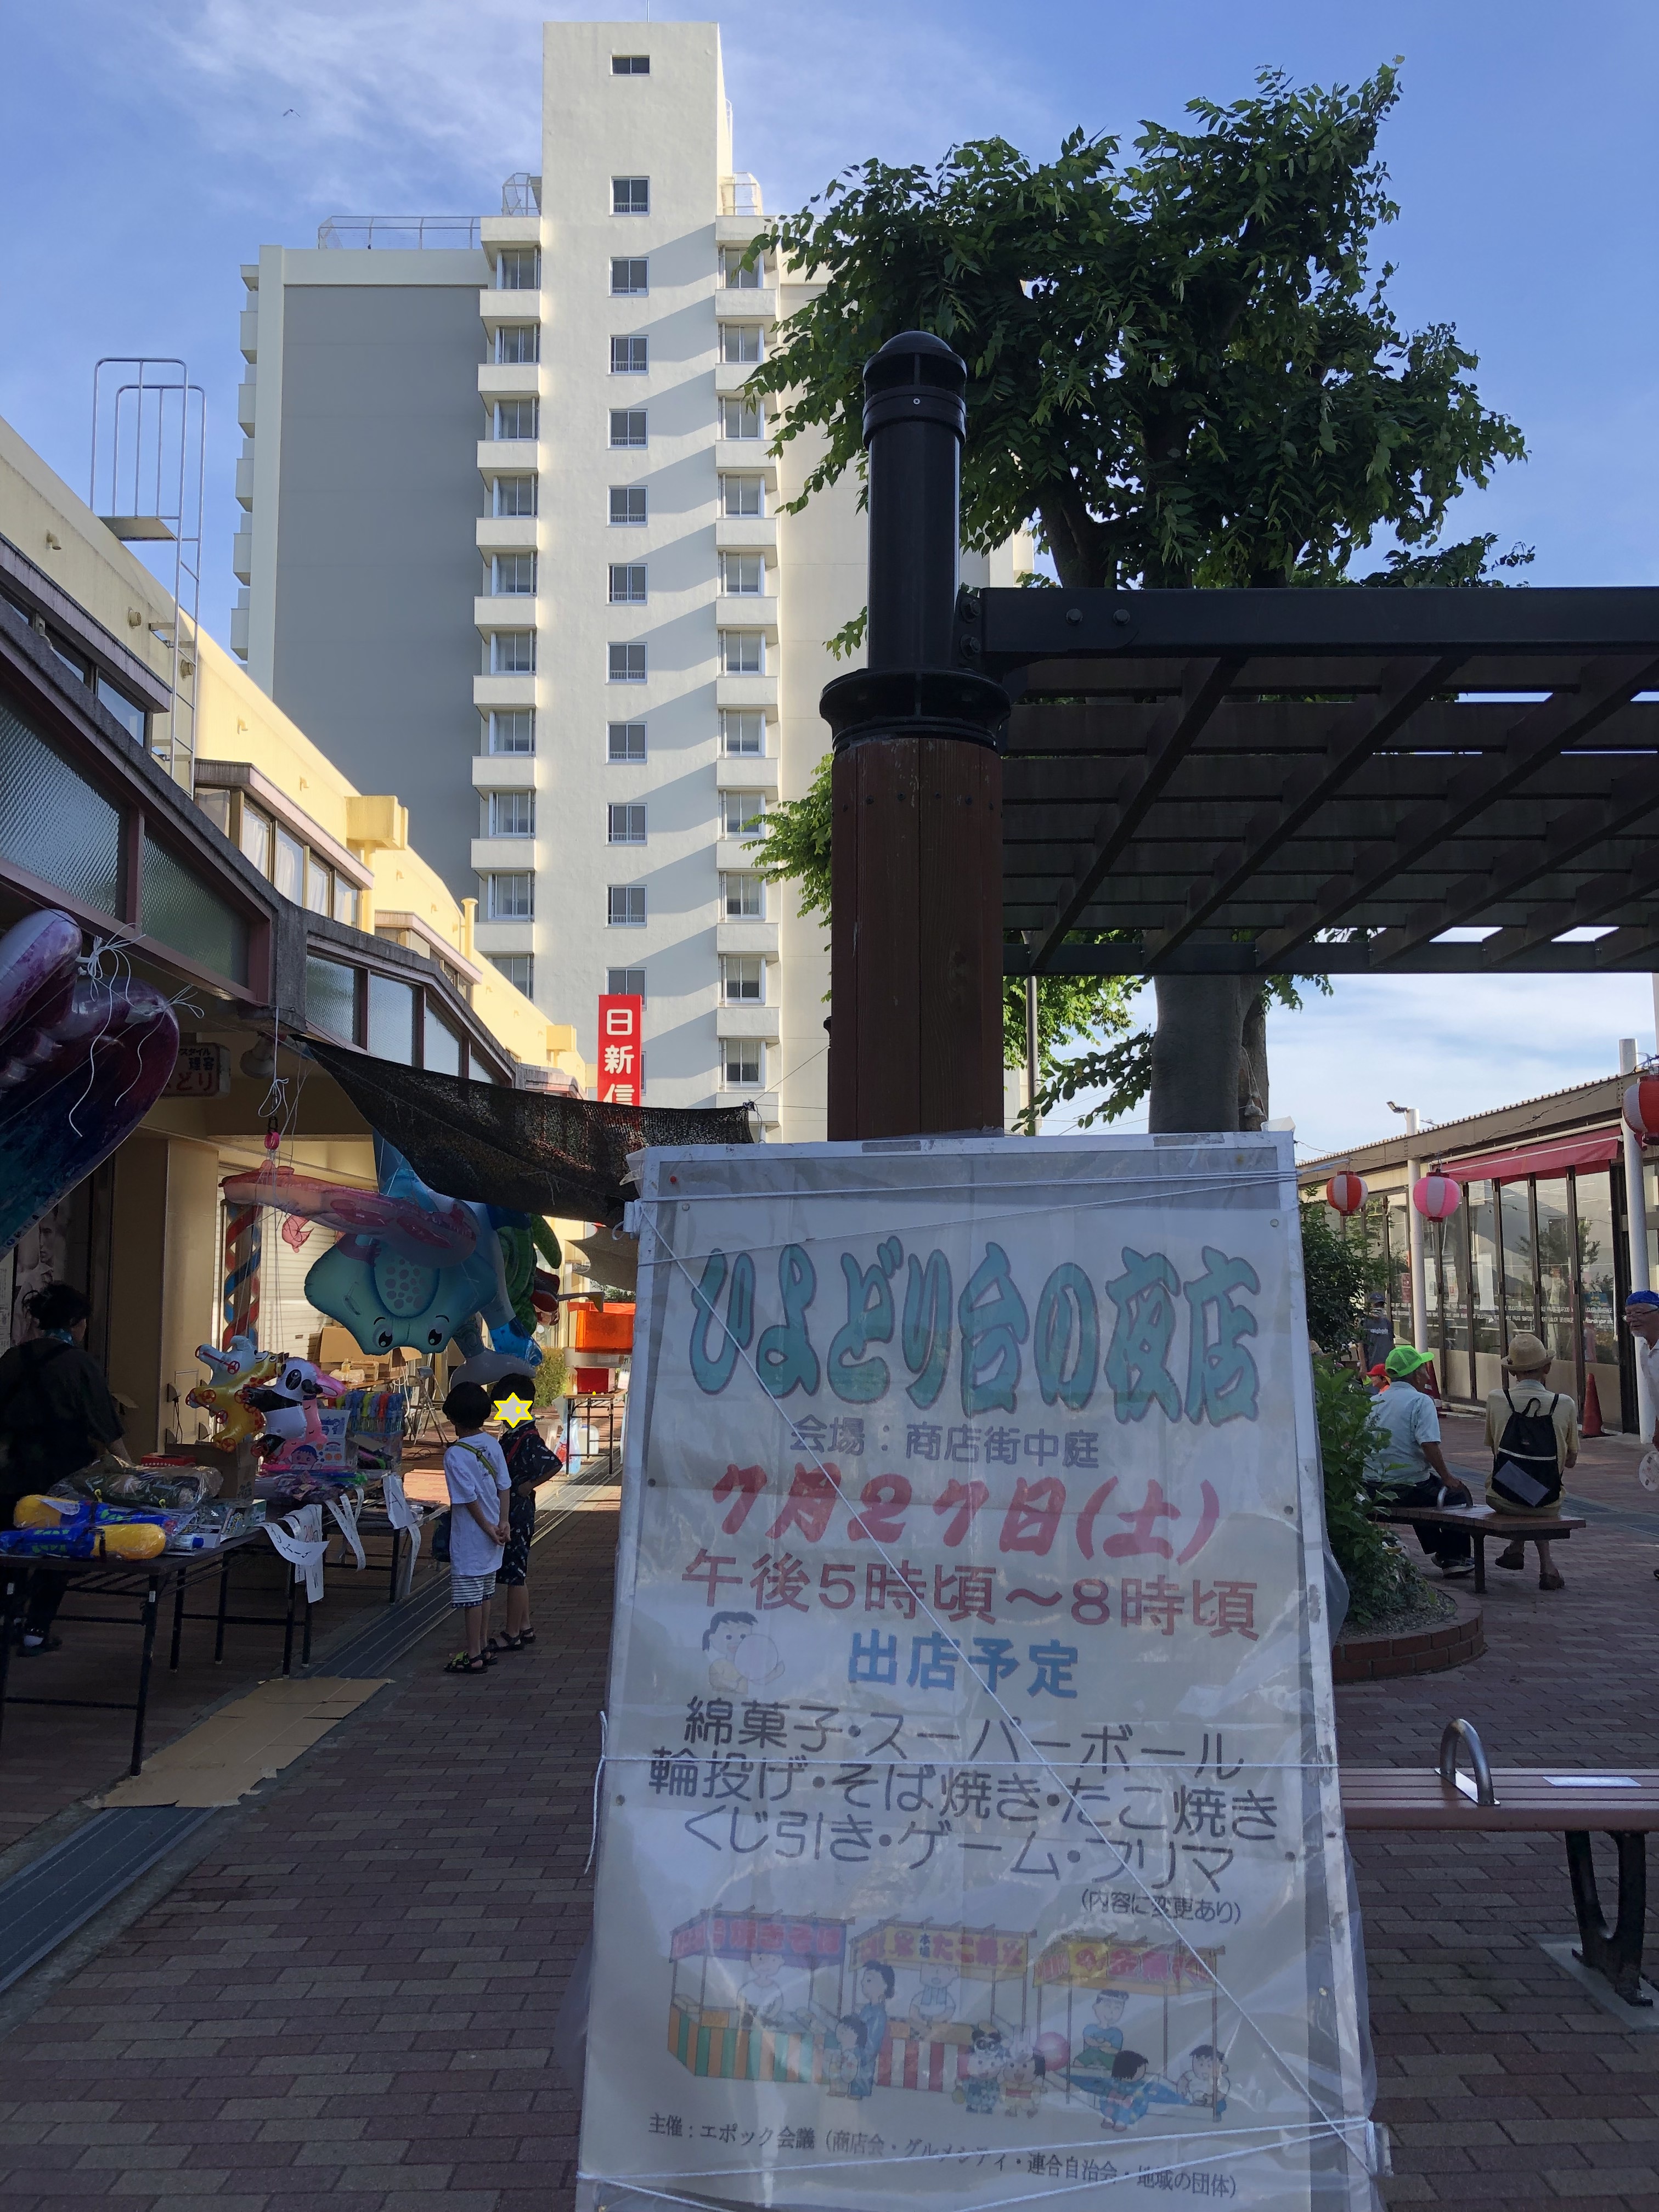 日新信
理容
ひよどり台の夜店
会場：商店街中庭
7月27日(土)
午後5時頃～8時頃
出店予定
綿菓子・スーパーボール
輪投げ・そば焼き・たこ焼き
くじ引き・ゲーム・フリマ
(内容に変更あり)
主催：エポック会議（商店会・グルメシティ・連合自治会・地域の団体）